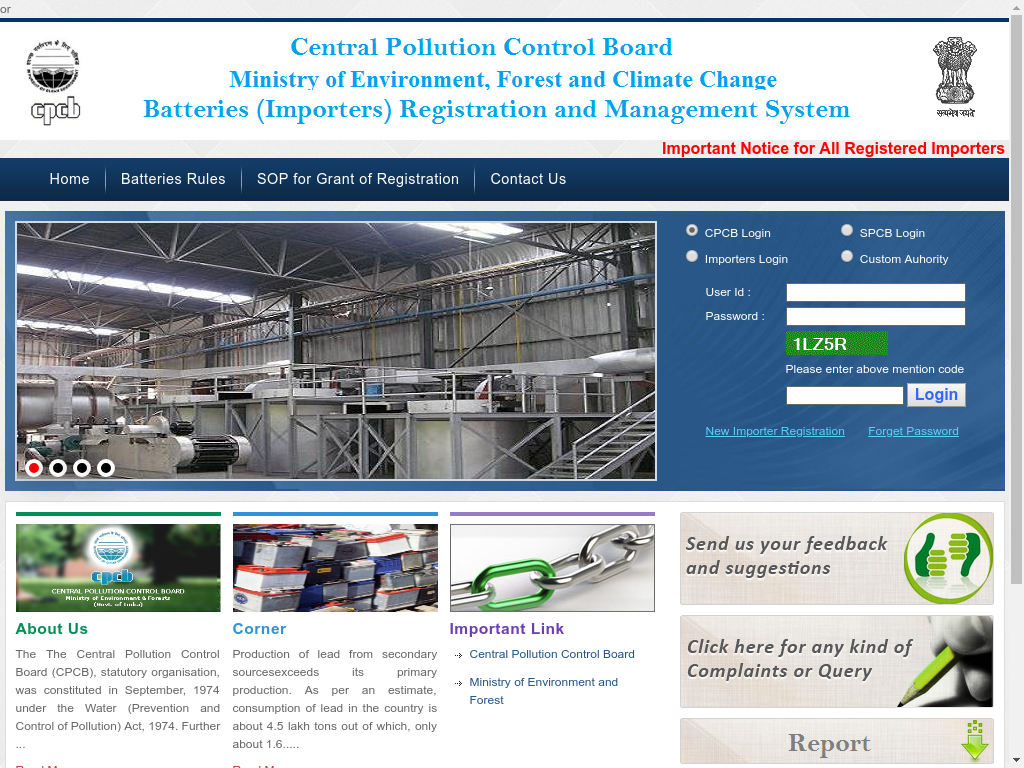 or
Central Pollution Control Board
Ministry of Environment, Forest and Climate Change
Batteries (Importers) Registration and Management System
cpcb
सत्यमेव जयते
Important Notice for All Registered Importers
Home
Batteries Rules
SOP for Grant of Registration
Contact Us
CPCB Login
SPCB Login
Importers Login
Custom Auhority
User Id :
Password :
1LZ5R
Please enter above mention code
Login
New Importer Registration
Forget Password
cpcb
CENTRAL POLLUTION CONTROL BOARD
Ministry of Environment & Forests
(Govt. of India)
About Us
The The Central Pollution Control
Board (CPCB), statutory organisation,
was constituted in September, 1974
under the Water (Prevention and
Control of Pollution) Act, 1974. Further
...
Corner
Production of lead from secondary
sourcesexceeds its primary
production. As per an estimate,
consumption of lead in the country is
about 4.5 lakh tons out of which, only
about 1.6.....
Important Link
Central Pollution Control Board
Ministry of Environment and
Forest
Send us your feedback
and suggestions
Click here for any kind of
Complaints or Query
Report